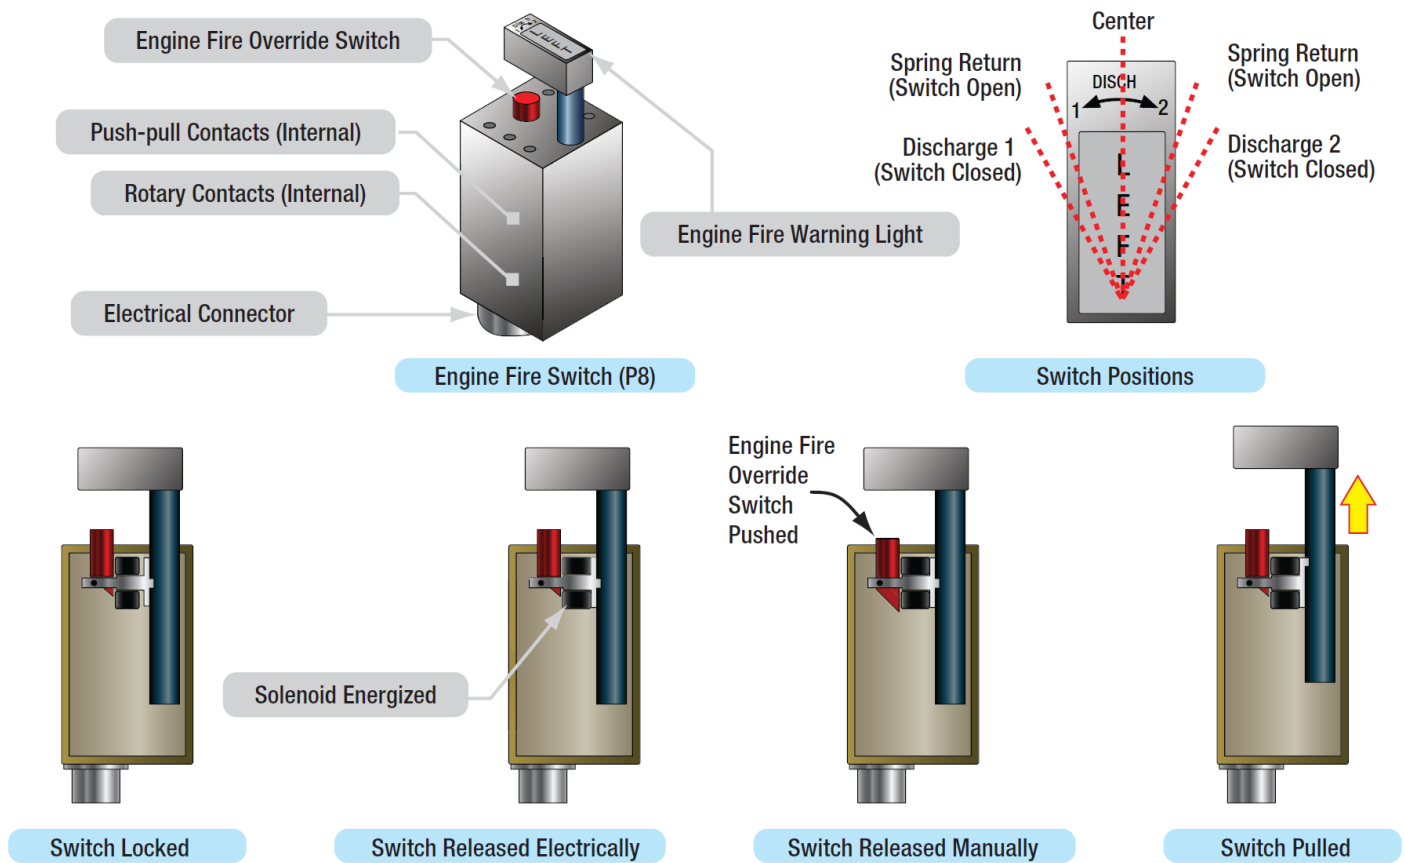 Engine Fire Override Switch
Push-pull Contacts (Internal)
Rotary Contacts (Internal)
Electrical Connector
LEFT
Engine Fire Warning Light
Engine Fire Switch (P8)
Center
Spring Return
(Switch Open)
Spring Return
(Switch Open)
DISCH
1
2
Discharge 1
(Switch Closed)
Discharge 2
(Switch Closed)
L
E
F
T
Switch Positions
Engine Fire
Override
Switch
Pushed
Solenoid Energized
Switch Locked
Switch Released Electrically
Switch Released Manually
Switch Pulled